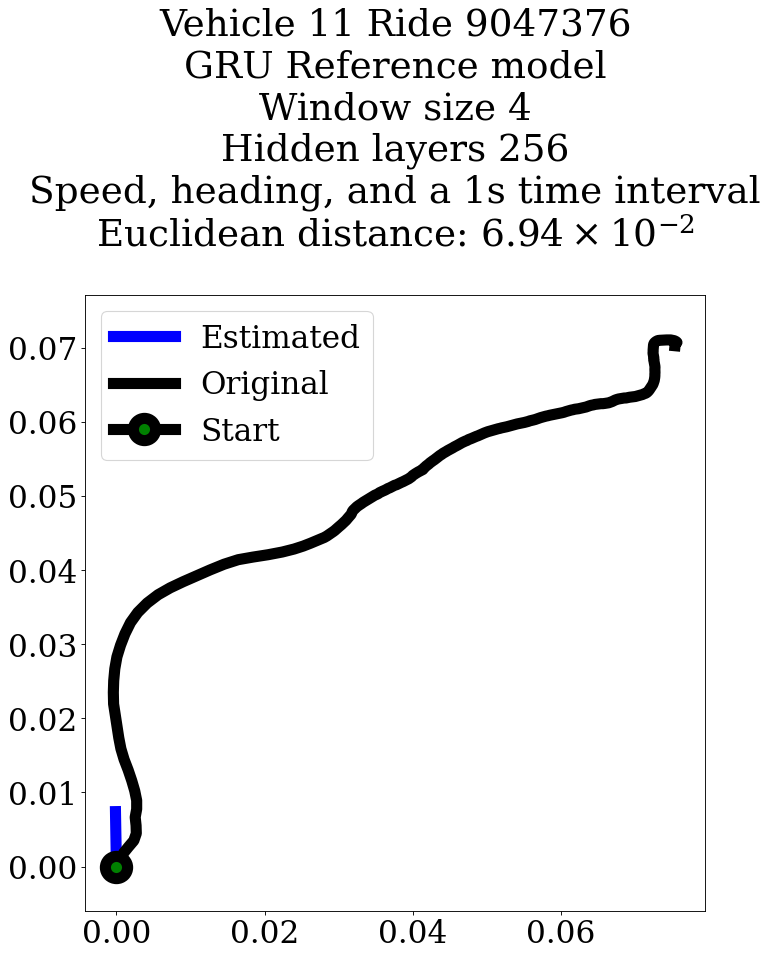 Vehicle 11 Ride 9047376
GRU Reference model
Window size 4
Hidden layers 256
Speed, heading, and a 1s time interval
Euclidean distance: 6.94 × 10⁻²
Estimated
Original
Start
0.07
0.06
0.05
0.04
0.03
0.02
0.01
0.00
0.00 0.02 0.04 0.06